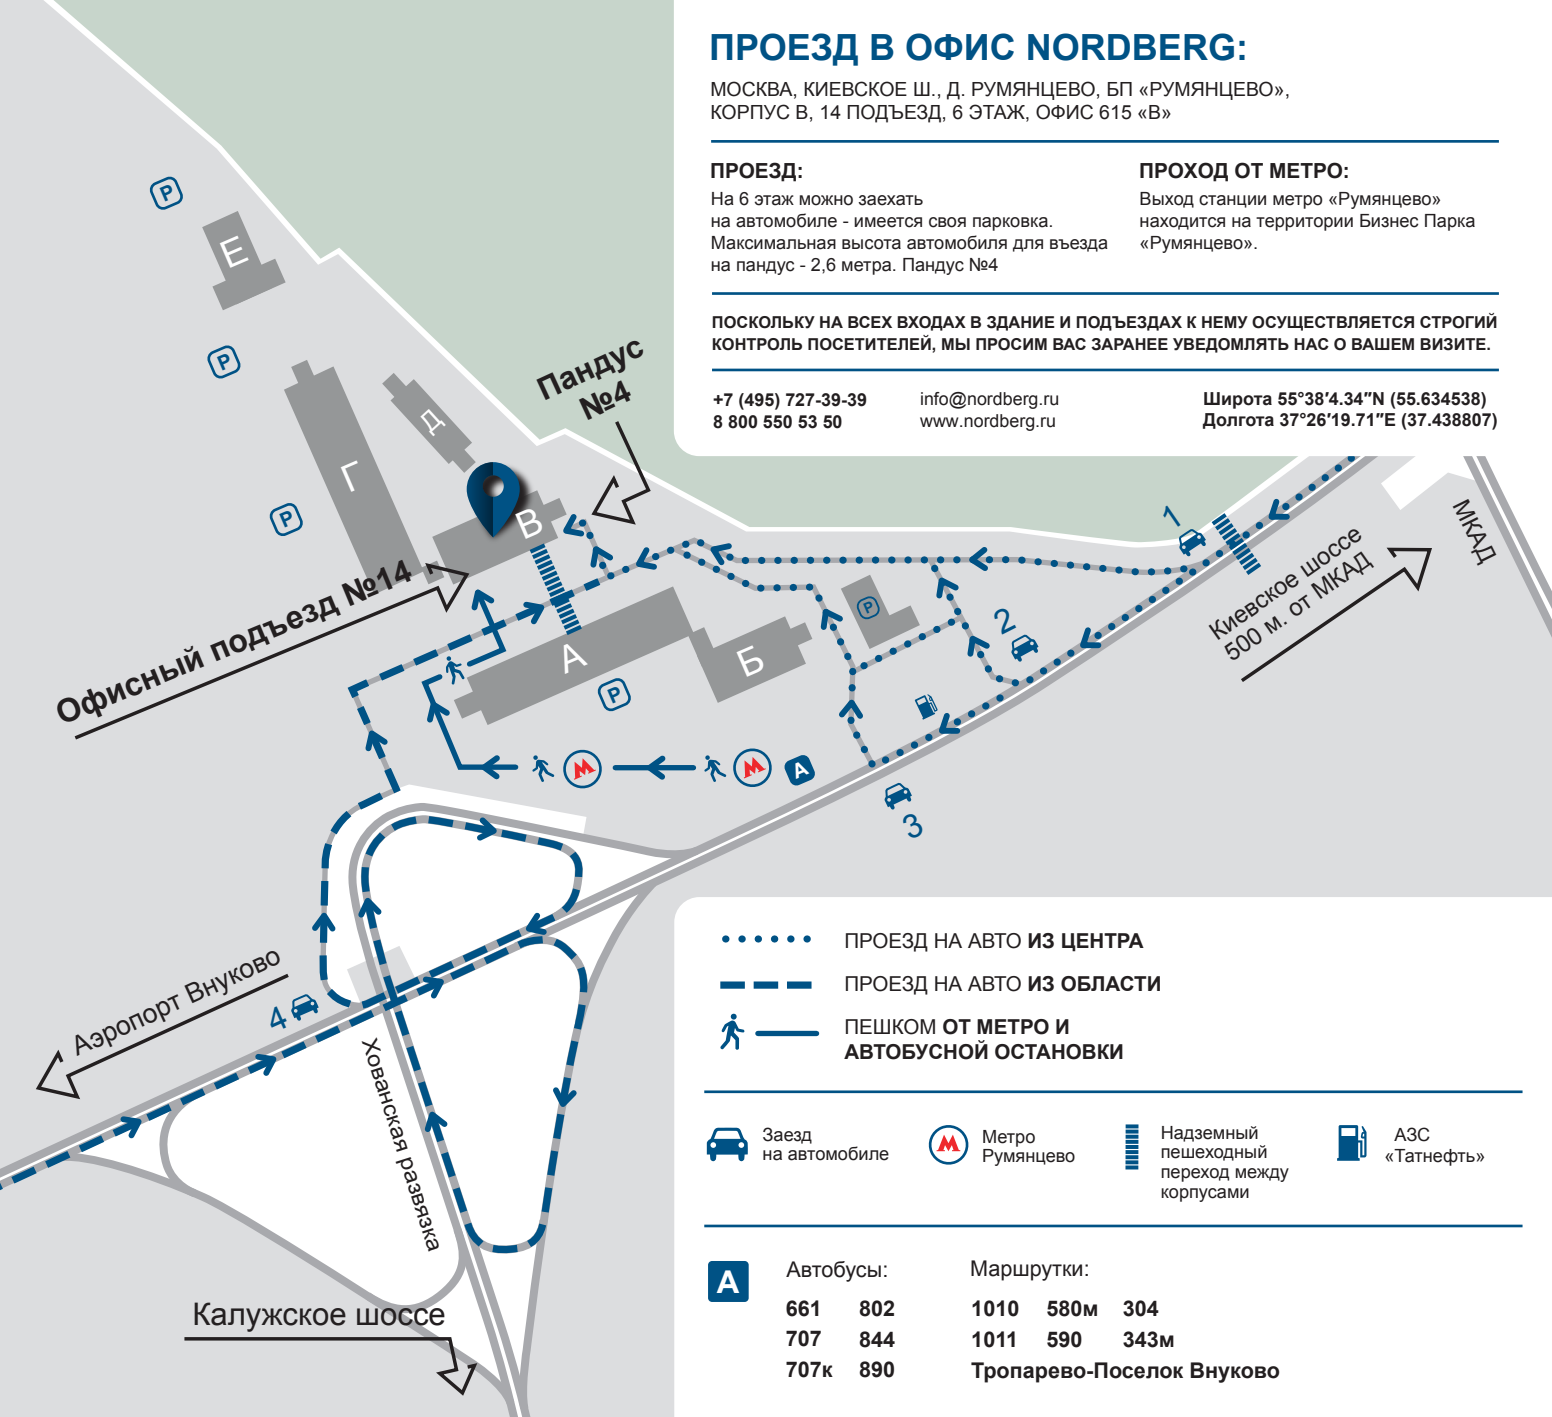 ПРОЕЗД В ОФИС NORDBERG:
МОСКВА, КИЕВСКОЕ Ш., Д. РУМЯНЦЕВО, БП «РУМЯНЦЕВО»,
КОРПУС В, 14 ПОДЪЕЗД, 6 ЭТАЖ, ОФИС 615 «В»
ПРОЕЗД:
На 6 этаж можно заехать
на автомобиле - имеется своя парковка.
Максимальная высота автомобиля для въезда
на пандус - 2,6 метра. Пандус №4
ПРОХОД ОТ МЕТРО:
Выход станции метро «Румянцево»
находится на территории Бизнес Парка
«Румянцево».
ПОСКОЛЬКУ НА ВСЕХ ВХОДАХ В ЗДАНИЕ И ПОДЪЕЗДАХ К НЕМУ ОСУЩЕСТВЛЯЕТСЯ СТРОГИЙ
КОНТРОЛЬ ПОСЕТИТЕЛЕЙ, МЫ ПРОСИМ ВАС ЗАРАНЕЕ УВЕДОМЛЯТЬ НАС О ВАШЕМ ВИЗИТЕ.
+7 (495) 727-39-39
8 800 550 53 50
info@nordberg.ru
www.nordberg.ru
Широта 55°38′4.34″N (55.634538)
Долгота 37°26′19.71″E (37.438807)
P
Е
P
Г
Д
P
В
Пандус
№4
Офисный подъезд №14
А
Б
P
P
1
2
3
4
МКАД
Киевское шоссе
500 м. от МКАД
М
М
А
Аэропорт Внуково
Хованская развязка
Калужское шоссе
ПРОЕЗД НА АВТО ИЗ ЦЕНТРА
ПРОЕЗД НА АВТО ИЗ ОБЛАСТИ
ПЕШКОМ ОТ МЕТРО И
АВТОБУСНОЙ ОСТАНОВКИ
Заезд
на автомобиле
М
Метро
Румянцево
Надземный
пешеходный
переход между
корпусами
АЗС
«Татнефть»
А
Автобусы:
661 802
707 844
707к 890
Маршрутки:
1010 580м 304
1011 590 343м
Тропарево-Поселок Внуково